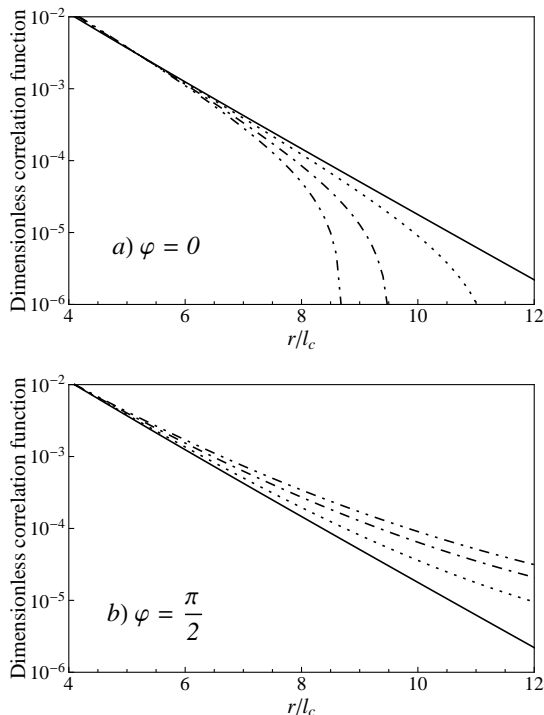 Dimensionless correlation function
10⁻²
10⁻³
10⁻⁴
10⁻⁵
10⁻⁶
a) φ = 0
4 6 8 10 12
r/l_c
Dimensionless correlation function
10⁻²
10⁻³
10⁻⁴
10⁻⁵
10⁻⁶
b) φ = π/2
4 6 8 10 12
r/l_c